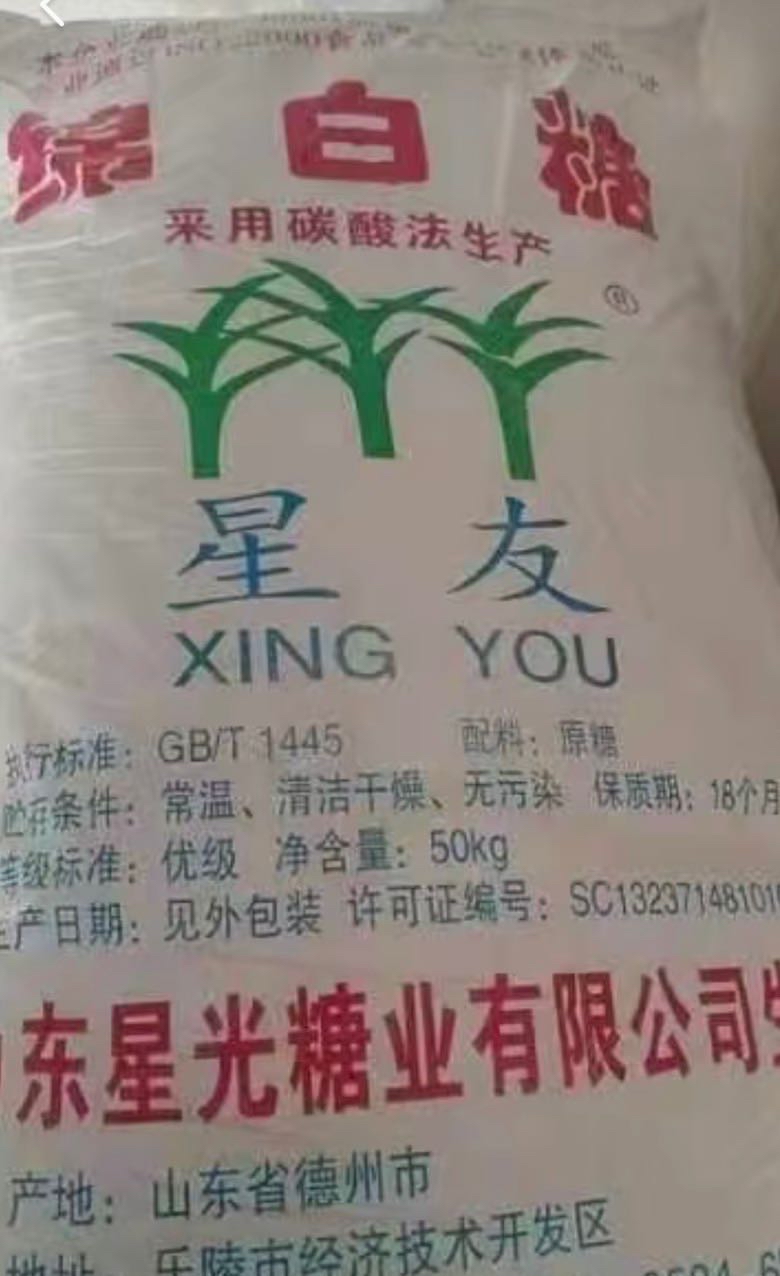 绵白糖
采用碳酸法生产
®
星友
XING YOU
执行标准：GB/T 1445 配料：原糖
贮存条件：常温、清洁干燥、无污染 保质期：18个月
等级标准：优级 净含量：50kg
生产日期：见外包装 许可证编号：SC132371481010
东星光糖业有限公司
产地：山东省德州市
地址：乐陵市经济技术开发区